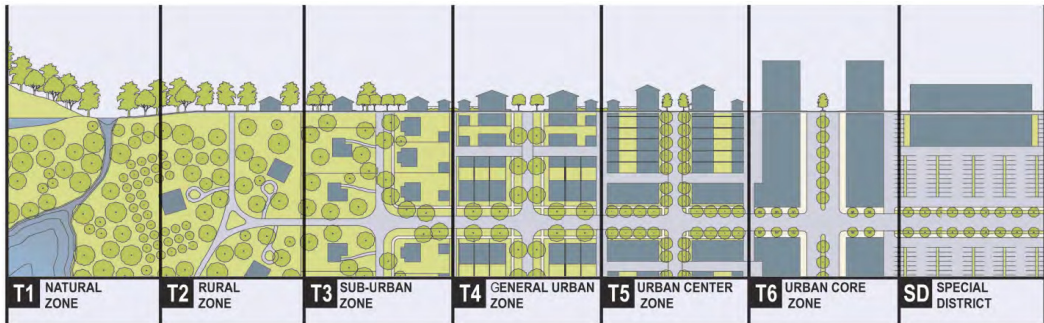 T1 NATURAL
ZONE
T2 RURAL
ZONE
T3 SUB-URBAN
ZONE
T4 GENERAL URBAN
ZONE
T5 URBAN CENTER
ZONE
T6 URBAN CORE
ZONE
SD SPECIAL
DISTRICT